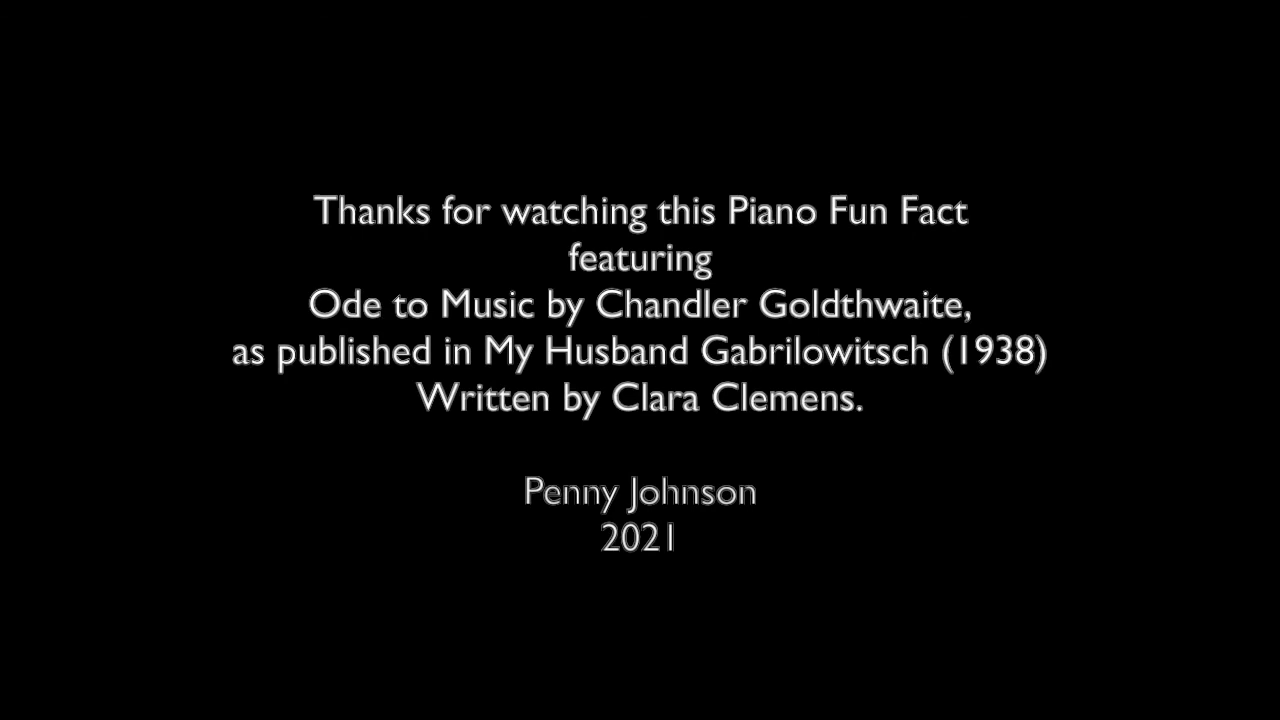 Thanks for watching this Piano Fun Fact
featuring
Ode to Music by Chandler Goldthwaite,
as published in My Husband Gabrilowitsch (1938)
Written by Clara Clemens.
Penny Johnson
2021